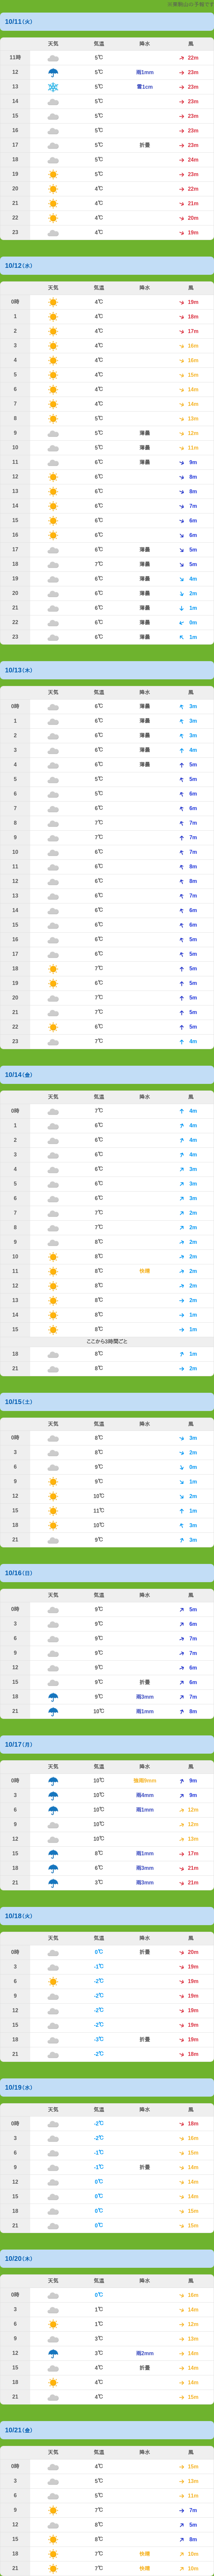 ※乗鞍山の予報です
10/11(火)
天気 気温 降水 風
11時 5℃ 22m
12 5℃ 雨1mm 23m
13 5℃ 雪1cm 23m
14 5℃ 23m
15 5℃ 23m
16 5℃ 23m
17 5℃ 折曇 23m
18 5℃ 24m
19 5℃ 23m
20 4℃ 22m
21 4℃ 21m
22 4℃ 20m
23 4℃ 19m
10/12(水)
天気 気温 降水 風
0時 4℃ 19m
1 4℃ 18m
2 4℃ 17m
3 4℃ 16m
4 4℃ 16m
5 4℃ 15m
6 4℃ 14m
7 4℃ 14m
8 5℃ 13m
9 5℃ 薄曇 12m
10 5℃ 薄曇 11m
11 6℃ 薄曇 9m
12 6℃ 8m
13 6℃ 8m
14 6℃ 7m
15 6℃ 6m
16 6℃ 6m
17 6℃ 薄曇 5m
18 7℃ 薄曇 5m
19 6℃ 薄曇 4m
20 6℃ 薄曇 2m
21 6℃ 薄曇 1m
22 6℃ 薄曇 0m
23 6℃ 薄曇 1m
10/13(木)
天気 気温 降水 風
0時 6℃ 薄曇 3m
1 6℃ 薄曇 3m
2 6℃ 薄曇 3m
3 6℃ 薄曇 4m
4 6℃ 薄曇 5m
5 5℃ 5m
6 5℃ 6m
7 6℃ 6m
8 7℃ 7m
9 7℃ 7m
10 6℃ 7m
11 6℃ 8m
12 6℃ 8m
13 6℃ 7m
14 6℃ 6m
15 6℃ 6m
16 6℃ 5m
17 6℃ 5m
18 7℃ 5m
19 6℃ 5m
20 7℃ 5m
21 7℃ 5m
22 6℃ 5m
23 7℃ 4m
10/14(金)
天気 気温 降水 風
0時 7℃ 4m
1 6℃ 4m
2 6℃ 4m
3 6℃ 4m
4 6℃ 3m
5 6℃ 3m
6 6℃ 3m
7 7℃ 2m
8 7℃ 2m
9 8℃ 2m
10 8℃ 2m
11 8℃ 快晴 2m
12 8℃ 2m
13 8℃ 2m
14 8℃ 1m
15 8℃ 1m
ここから3時間ごと
18 8℃ 1m
21 8℃ 2m
10/15(土)
天気 気温 降水 風
0時 8℃ 3m
3 8℃ 2m
6 9℃ 0m
9 9℃ 1m
12 10℃ 2m
15 11℃ 1m
18 10℃ 3m
21 9℃ 3m
10/16(日)
天気 気温 降水 風
0時 9℃ 5m
3 9℃ 6m
6 9℃ 7m
9 9℃ 7m
12 9℃ 6m
15 9℃ 折曇 6m
18 9℃ 雨3mm 7m
21 10℃ 雨1mm 8m
10/17(月)
天気 気温 降水 風
0時 10℃ 9m
3 10℃ 雨4mm 9m
6 10℃ 雨1mm 12m
9 10℃ 12m
12 10℃ 13m
15 8℃ 雨1mm 17m
18 6℃ 雨3mm 21m
21 3℃ 雨3mm 21m
10/18(火)
天気 気温 降水 風
0時 0℃ 折曇 20m
3 -1℃ 19m
6 -2℃ 19m
9 -2℃ 19m
12 -2℃ 19m
15 -2℃ 19m
18 -3℃ 折曇 19m
21 -2℃ 18m
10/19(水)
天気 気温 降水 風
0時 -2℃ 18m
3 -2℃ 16m
6 -1℃ 15m
9 -1℃ 折曇 14m
12 0℃ 14m
15 0℃ 14m
18 0℃ 15m
21 0℃ 15m
10/20(木)
天気 気温 降水 風
0時 0℃ 16m
3 1℃ 14m
6 1℃ 12m
9 3℃ 13m
12 3℃ 雨2mm 14m
15 4℃ 折曇 14m
18 4℃ 14m
21 4℃ 15m
10/21(金)
天気 気温 降水 風
0時 4℃ 15m
3 5℃ 13m
6 5℃ 11m
9 7℃ 7m
12 8℃ 5m
15 8℃ 8m
18 7℃ 快晴 10m
21 7℃ 快晴 10m